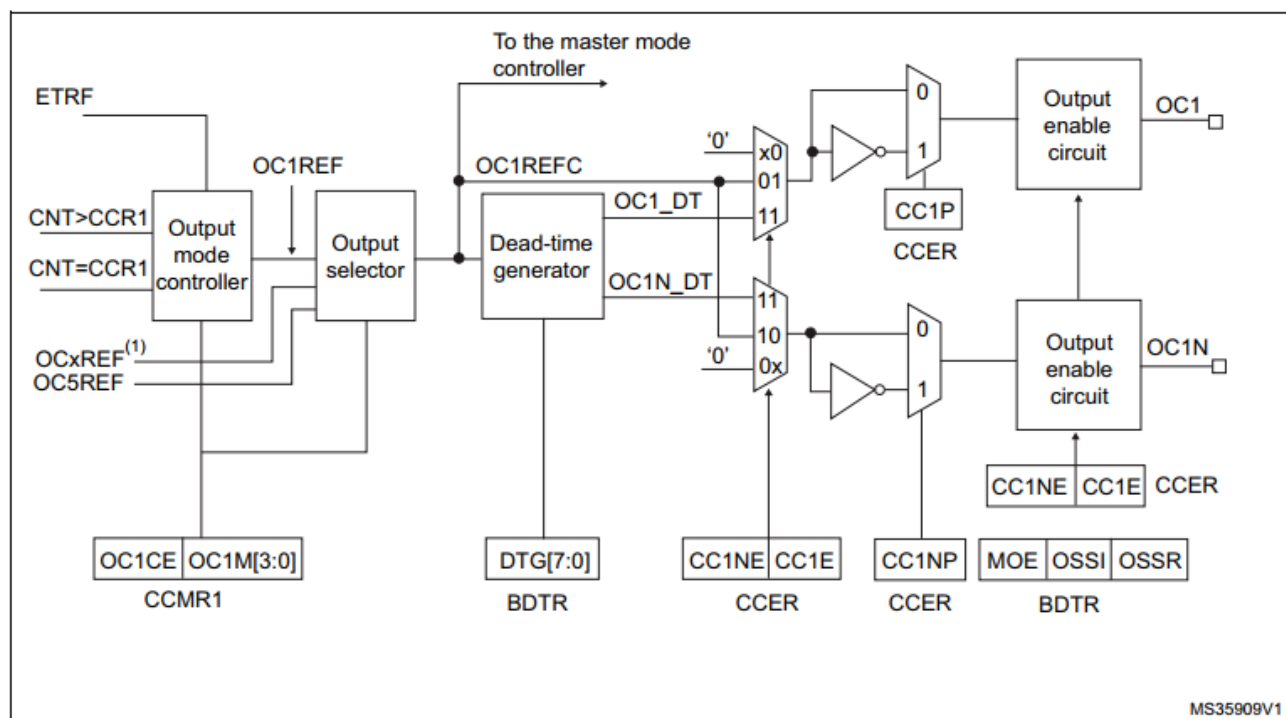 To the master mode
controller
ETRF
OC1REF
CNT>CCR1
CNT=CCR1
Output
mode
controller
Output
selector
OCxREF(1)
OC5REF
OC1REFC
Dead-time
generator
OC1_DT
OC1N_DT
'0'
x0
01
11
11
10
'0'
0x
0
1
CC1P
CCER
0
1
Output
enable
circuit
OC1
Output
enable
circuit
OC1N
CC1NE CC1E CCER
OC1CE OC1M[3:0]
CCMR1
DTG[7:0]
BDTR
CC1NE CC1E
CCER
CC1NP
CCER
MOE OSSI OSSR
BDTR
MS35909V1